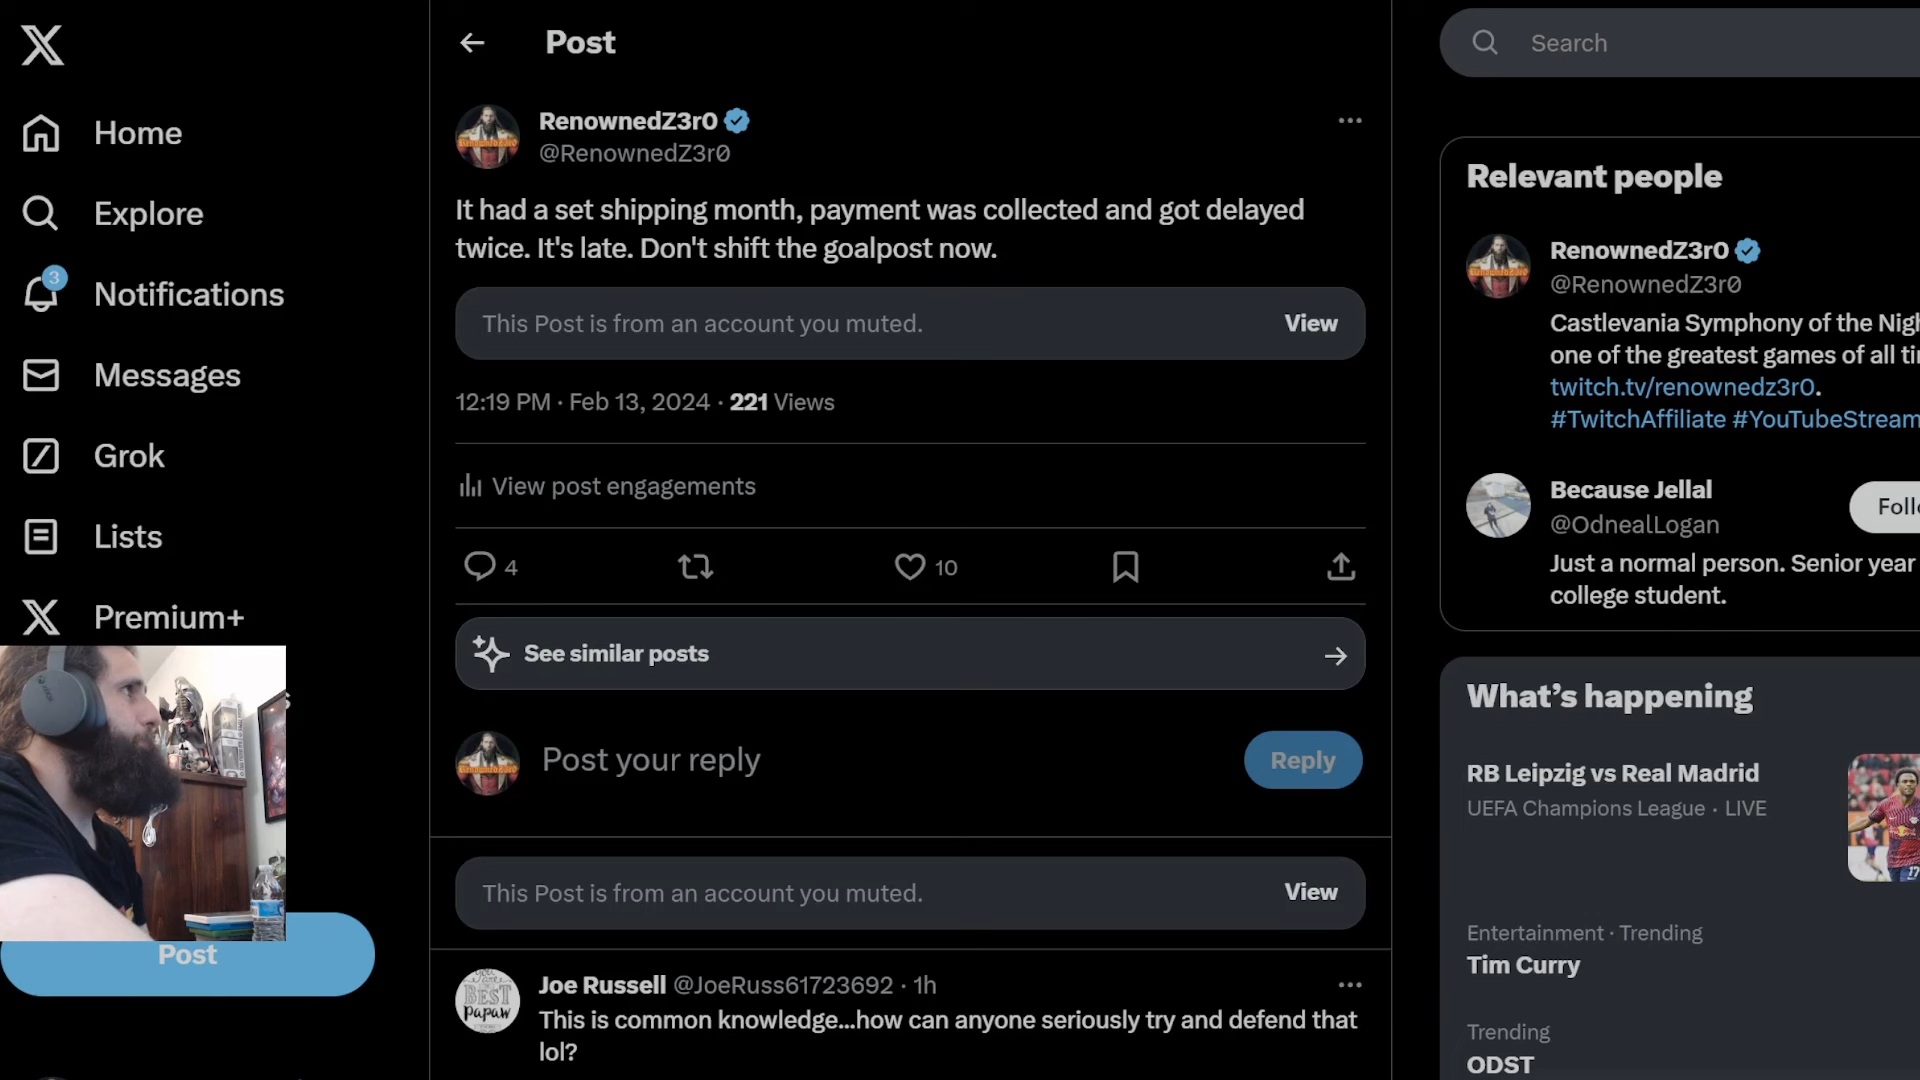 Home
Explore
3
Notifications
Messages
Grok
Lists
Premium+
Post
Post
RenownedZ3r0
@RenownedZ3r0
It had a set shipping month, payment was collected and got delayed
twice. It's late. Don't shift the goalpost now.
This Post is from an account you muted.
View
12:19 PM · Feb 13, 2024 · 221 Views
View post engagements
4
10
See similar posts
Post your reply
Reply
This Post is from an account you muted.
View
BEST
papaw
Joe Russell @JoeRuss61723692 · 1h
This is common knowledge...how can anyone seriously try and defend that
lol?
Search
Relevant people
RenownedZ3r0
@RenownedZ3r0
Castlevania Symphony of the Nigh
one of the greatest games of all ti
twitch.tv/renownedz3r0.
#TwitchAffiliate #YouTubeStream
Because Jellal
@OdnealLogan
Foll
Just a normal person. Senior year
college student.
What's happening
RB Leipzig vs Real Madrid
UEFA Champions League · LIVE
Entertainment · Trending
Tim Curry
Trending
ODST